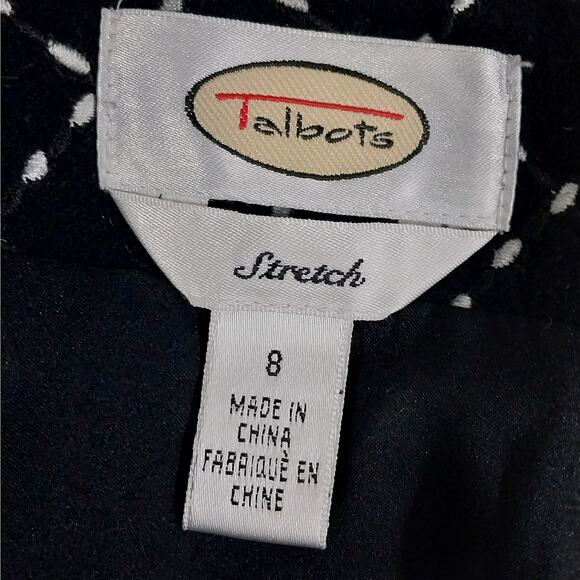 Talbots
Stretch
8
MADE IN
CHINA
FABRIQUÈ EN
CHINE